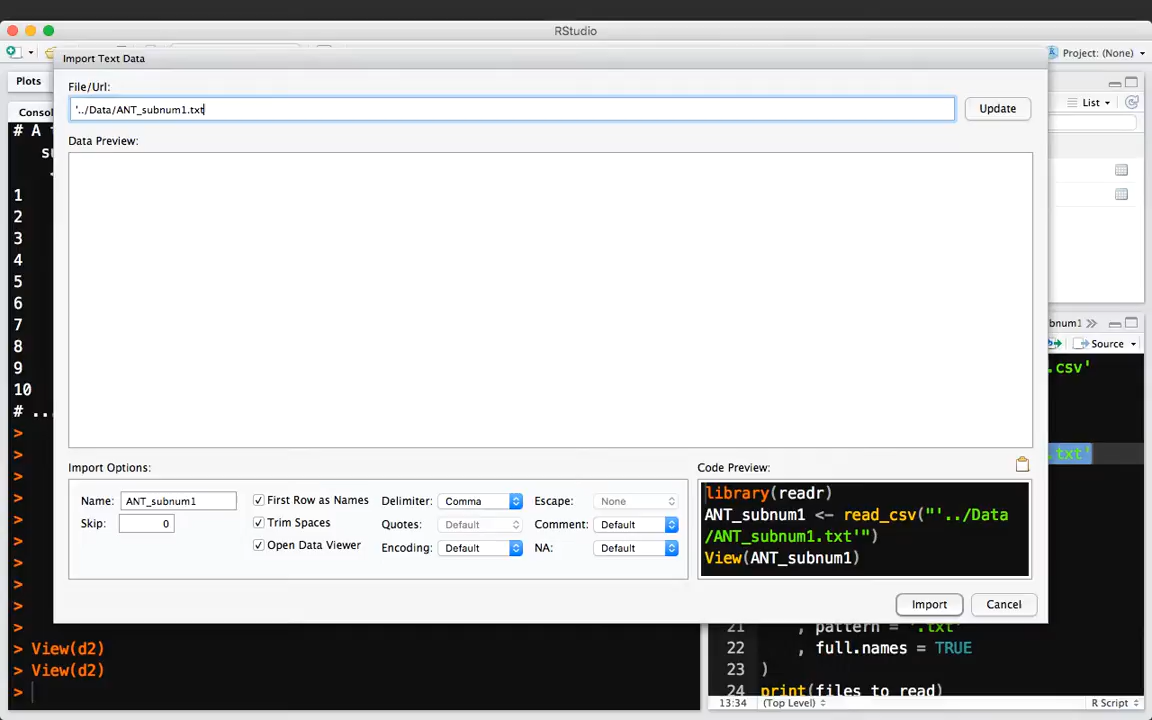 RStudio
Project: (None)
Import Text Data
Plots
File/Url:
'../Data/ANT_subnum1.txt
Update
List
Conso
Data Preview:
# A
su
<
1
2
3
4
5
6
7
8
9
10
# ..
bnum1
Source
.csv'
.txt'
>
>
>
>
>
>
>
>
>
>
Import Options:
Code Preview:
Name: ANT_subnum1
First Row as Names
Delimiter: Comma
Escape: None
Skip: 0
Trim Spaces
Quotes: Default
Comment: Default
Open Data Viewer
Encoding: Default
NA: Default
library(readr)
ANT_subnum1 <- read_csv("'../Data
/ANT_subnum1.txt'")
View(ANT_subnum1)
Import
Cancel
> View(d2)
> View(d2)
>
21 , pattern = '.txt'
22 , full.names = TRUE
23 )
24 print(files_to_read)
13:34 (Top Level)
R Script